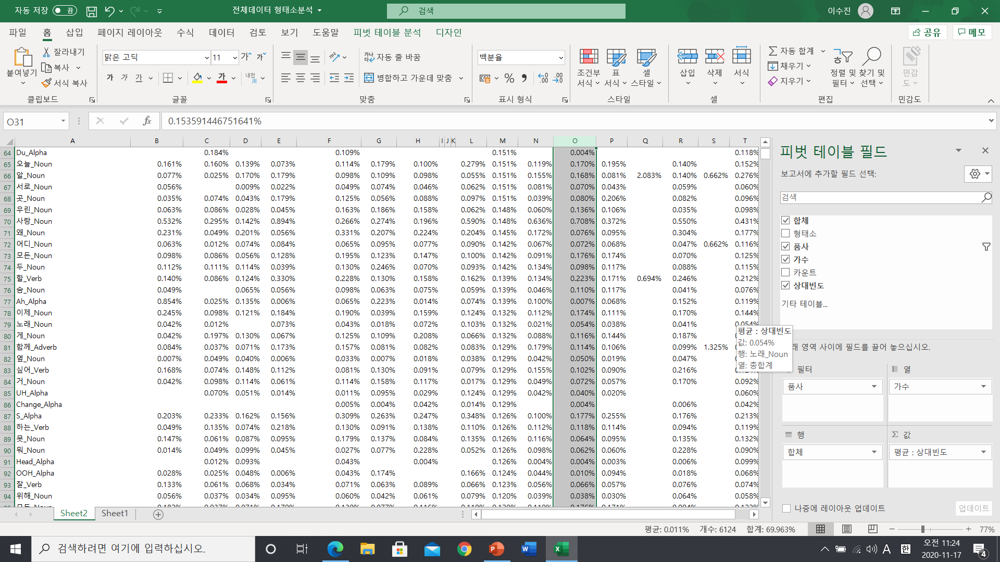 자동 저장 끔 전체데이터 형태소분석 검색 이수진
파일 홈 삽입 페이지 레이아웃 수식 데이터 검토 보기 도움말 피벗 테이블 분석 디자인 공유 메모
붙여넣기 잘라내기 복사 서식 복사 클립보드
맑은 고딕 11 가 가 가 가 가 가 내천 글꼴
가나 자동 줄 바꿈 병합하고 가운데 맞춤 맞춤
백분율 % 표시 형식
조건부 서식 표 서식 셀 스타일 스타일
삽입 삭제 서식 셀
자동 합계 채우기 지우기 정렬 및 필터 찾기 및 선택 편집
민감도 민감도
O31 fx 0.153591446751641%
A B C D E F G H I J K L M N O P Q R S T
64 Du_Alpha 0.184% 0.109% 0.151% 0.004% 0.118%
65 오늘_Noun 0.161% 0.160% 0.139% 0.073% 0.114% 0.179% 0.100% 0.279% 0.151% 0.119% 0.170% 0.195% 0.140% 0.152%
66 알_Noun 0.077% 0.025% 0.170% 0.179% 0.098% 0.109% 0.098% 0.055% 0.151% 0.155% 0.168% 0.081% 2.083% 0.140% 0.662% 0.276%
67 서로_Noun 0.056% 0.009% 0.022% 0.049% 0.074% 0.046% 0.062% 0.151% 0.081% 0.070% 0.043% 0.059% 0.060%
68 곳_Noun 0.035% 0.074% 0.043% 0.179% 0.125% 0.056% 0.088% 0.097% 0.151% 0.039% 0.080% 0.206% 0.082% 0.096%
69 우린_Noun 0.063% 0.086% 0.028% 0.045% 0.163% 0.186% 0.158% 0.062% 0.148% 0.060% 0.136% 0.106% 0.035% 0.098%
70 사랑_Noun 0.532% 0.295% 0.142% 0.894% 0.266% 0.274% 0.196% 0.590% 0.148% 0.636% 0.708% 0.372% 0.550% 0.431%
71 왜_Noun 0.231% 0.049% 0.201% 0.056% 0.331% 0.207% 0.224% 0.204% 0.145% 0.172% 0.076% 0.095% 0.304% 0.177%
72 어디_Noun 0.063% 0.012% 0.074% 0.084% 0.065% 0.095% 0.077% 0.090% 0.142% 0.067% 0.072% 0.068% 0.047% 0.662% 0.116%
73 모든_Noun 0.098% 0.086% 0.056% 0.128% 0.195% 0.123% 0.147% 0.100% 0.142% 0.091% 0.176% 0.174% 0.070% 0.125%
74 두_Noun 0.112% 0.111% 0.114% 0.039% 0.130% 0.246% 0.070% 0.093% 0.142% 0.134% 0.098% 0.117% 0.088% 0.115%
75 할_Verb 0.140% 0.086% 0.124% 0.330% 0.228% 0.130% 0.158% 0.162% 0.139% 0.134% 0.223% 0.171% 0.694% 0.246% 0.212%
76 숨_Noun 0.049% 0.065% 0.056% 0.098% 0.063% 0.075% 0.059% 0.139% 0.046% 0.110% 0.117% 0.041% 0.076%
77 Ah_Alpha 0.854% 0.025% 0.135% 0.006% 0.065% 0.223% 0.014% 0.074% 0.139% 0.100% 0.007% 0.068% 0.152% 0.119%
78 이제_Noun 0.245% 0.098% 0.121% 0.184% 0.190% 0.039% 0.159% 0.124% 0.132% 0.112% 0.174% 0.111% 0.170% 0.144%
79 노래_Noun 0.042% 0.012% 0.073% 0.043% 0.018% 0.072% 0.103% 0.132% 0.021% 0.054% 0.038% 0.041% 0.054%
80 게_Noun 0.042% 0.197% 0.130% 0.067% 0.125% 0.109% 0.208% 0.066% 0.132% 0.088% 0.116% 0.144% 0.187%
81 함께_Adverb 0.084% 0.037% 0.071% 0.173% 0.157% 0.081% 0.082% 0.083% 0.129% 0.179% 0.114% 0.106% 0.099% 1.325%
82 옆_Noun 0.007% 0.049% 0.040% 0.006% 0.033% 0.007% 0.018% 0.038% 0.129% 0.042% 0.050% 0.019% 0.047%
83 싶어_Verb 0.168% 0.074% 0.148% 0.112% 0.081% 0.130% 0.091% 0.079% 0.129% 0.155% 0.102% 0.090% 0.216%
84 거_Noun 0.042% 0.098% 0.114% 0.061% 0.114% 0.158% 0.117% 0.017% 0.129% 0.049% 0.072% 0.057% 0.170% 0.092%
85 UH_Alpha 0.070% 0.051% 0.014% 0.011% 0.095% 0.029% 0.124% 0.129% 0.042% 0.040% 0.020% 0.060%
86 Change_Alpha 0.005% 0.004% 0.042% 0.014% 0.129% 0.004% 0.006% 0.042%
87 S_Alpha 0.203% 0.233% 0.162% 0.156% 0.309% 0.263% 0.247% 0.348% 0.126% 0.100% 0.177% 0.255% 0.176% 0.213%
88 하는_Verb 0.049% 0.135% 0.074% 0.218% 0.130% 0.091% 0.138% 0.110% 0.126% 0.112% 0.118% 0.114% 0.094% 0.119%
89 못_Noun 0.147% 0.061% 0.087% 0.095% 0.179% 0.137% 0.084% 0.135% 0.126% 0.116% 0.064% 0.095% 0.135% 0.132%
90 뭐_Noun 0.014% 0.049% 0.099% 0.045% 0.027% 0.077% 0.228% 0.052% 0.126% 0.098% 0.062% 0.060% 0.228% 0.090%
91 Head_Alpha 0.012% 0.093% 0.043% 0.004% 0.126% 0.004% 0.004% 0.003% 0.006% 0.099%
92 OOH_Alpha 0.028% 0.025% 0.048% 0.006% 0.043% 0.174% 0.166% 0.124% 0.044% 0.010% 0.094% 0.018% 0.068%
93 잘_Verb 0.133% 0.061% 0.068% 0.034% 0.071% 0.063% 0.089% 0.066% 0.123% 0.056% 0.066% 0.057% 0.076% 0.074%
94 위해_Noun 0.056% 0.037% 0.034% 0.095% 0.060% 0.042% 0.061% 0.079% 0.120% 0.039% 0.038% 0.030% 0.064% 0.058%
평균 : 상대빈도
값: 0.054%
행: 노래_Noun
열: 총합계
피벗 테이블 필드
보고서에 추가할 필드 선택:
검색
합체
형태소
품사
가수
카운트
상대빈도
기타 테이블...
영역 사이에 필드를 끌어 놓으십시오.
필터 열
품사 가수
행 Σ 값
합체 평균 : 상대빈도
나중에 레이아웃 업데이트 업데이트
Sheet2 Sheet1
평균: 0.011% 개수: 6124 합계: 69.963% 77%
검색하려면 여기에 입력하십시오.
A 한 오전 11:24
2020-11-17 4